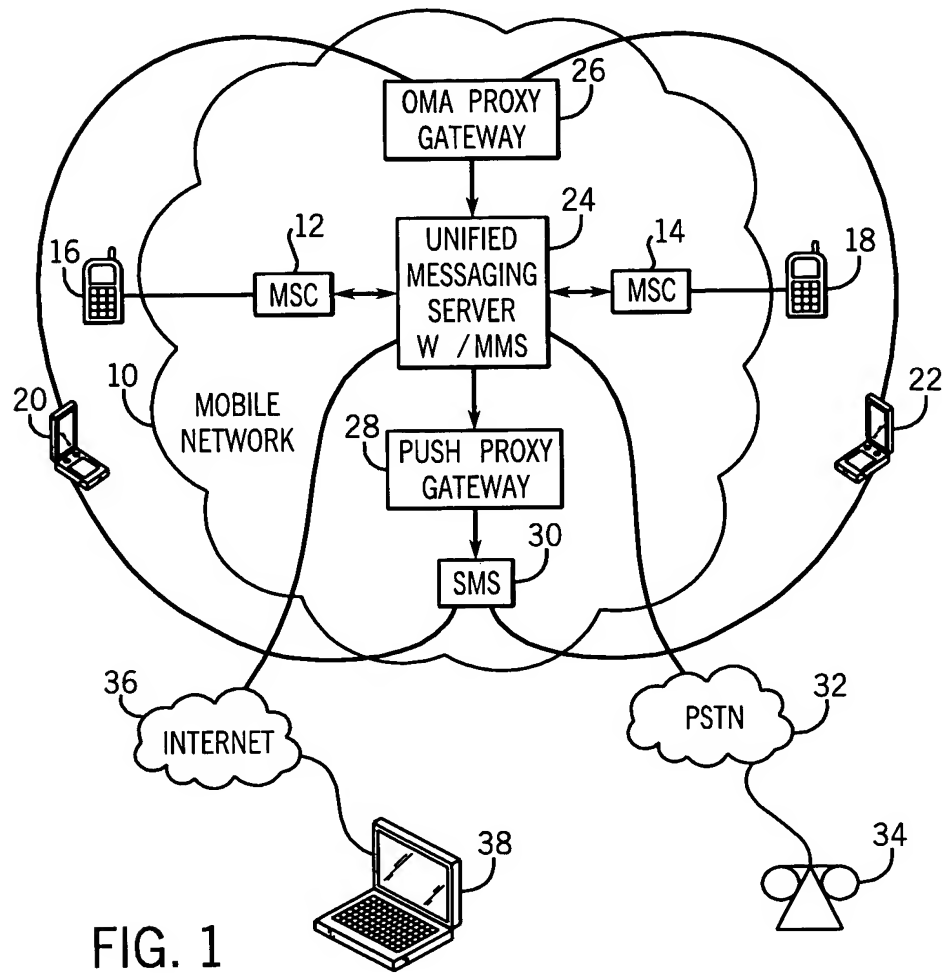 26
OMA PROXY
GATEWAY
24
UNIFIED
MESSAGING
SERVER
W /MMS
12
MSC
14
MSC
16
18
10
MOBILE
NETWORK
20
22
28
PUSH PROXY
GATEWAY
30
SMS
36
INTERNET
32
PSTN
38
34
FIG. 1